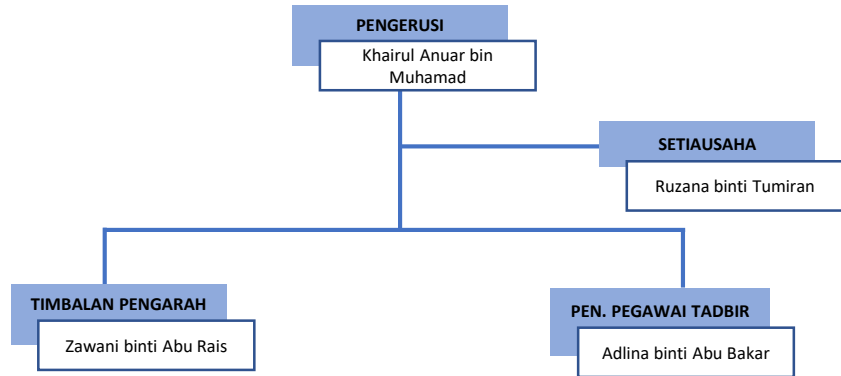 PENGERUSI
Khairul Anuar bin
Muhamad
SETIAUSAHA
Ruzana binti Tumiran
TIMBALAN PENGARAH
Zawani binti Abu Rais
PEN. PEGAWAI TADBIR
Adlina binti Abu Bakar